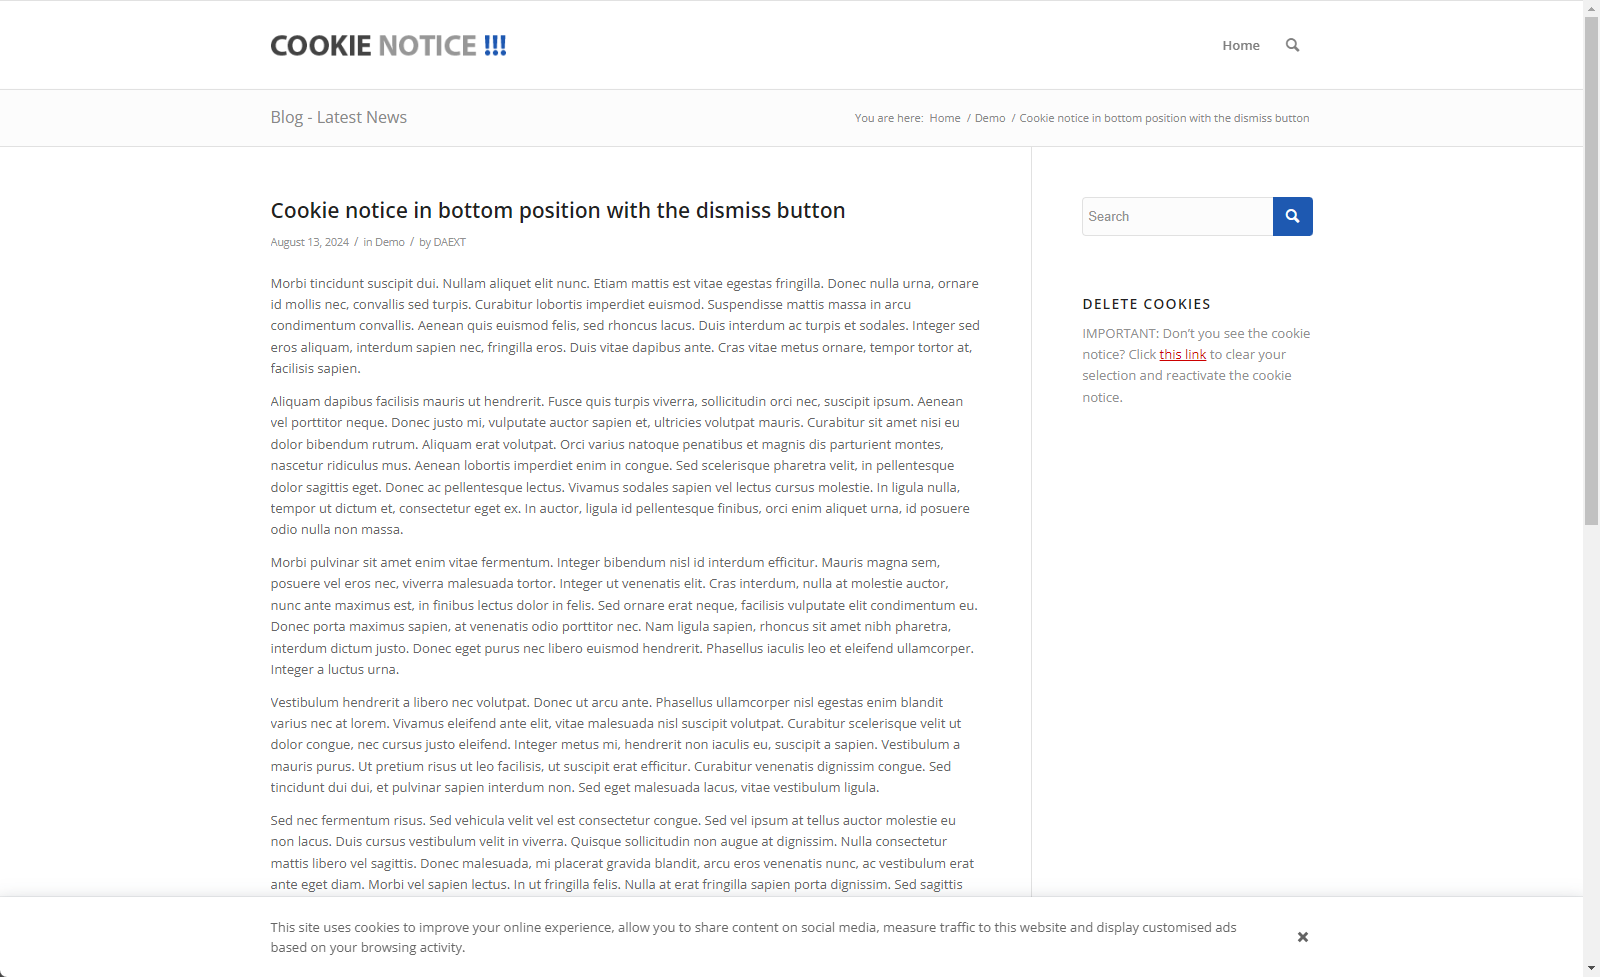 COOKIE NOTICE !!!
Home
Blog - Latest News
You are here: Home / Demo / Cookie notice in bottom position with the dismiss button
Cookie notice in bottom position with the dismiss button
August 13, 2024 / in Demo / by DAEXT
Morbi tincidunt suscipit dui. Nullam aliquet elit nunc. Etiam mattis est vitae egestas fringilla. Donec nulla urna, ornare
id mollis nec, convallis sed turpis. Curabitur lobortis imperdiet euismod. Suspendisse mattis massa in arcu
condimentum convallis. Aenean quis euismod felis, sed rhoncus lacus. Duis interdum ac turpis et sodales. Integer sed
eros aliquam, interdum sapien nec, fringilla eros. Duis vitae dapibus ante. Cras vitae metus ornare, tempor tortor at,
facilisis sapien.
Aliquam dapibus facilisis mauris ut hendrerit. Fusce quis turpis viverra, sollicitudin orci nec, suscipit ipsum. Aenean
vel porttitor neque. Donec justo mi, vulputate auctor sapien et, ultricies volutpat mauris. Curabitur sit amet nisi eu
dolor bibendum rutrum. Aliquam erat volutpat. Orci varius natoque penatibus et magnis dis parturient montes,
nascetur ridiculus mus. Aenean lobortis imperdiet enim in congue. Sed scelerisque pharetra velit, in pellentesque
dolor sagittis eget. Donec ac pellentesque lectus. Vivamus sodales sapien vel lectus cursus molestie. In ligula nulla,
tempor ut dictum et, consectetur eget ex. In auctor, ligula id pellentesque finibus, orci enim aliquet urna, id posuere
odio nulla non massa.
Morbi pulvinar sit amet enim vitae fermentum. Integer bibendum nisl id interdum efficitur. Mauris magna sem,
posuere vel eros nec, viverra malesuada tortor. Integer ut venenatis elit. Cras interdum, nulla at molestie auctor,
nunc ante maximus est, in finibus lectus dolor in felis. Sed ornare erat neque, facilisis vulputate elit condimentum eu.
Donec porta maximus sapien, at venenatis odio porttitor nec. Nam ligula sapien, rhoncus sit amet nibh pharetra,
interdum dictum justo. Donec eget purus nec libero euismod hendrerit. Phasellus iaculis leo et eleifend ullamcorper.
Integer a luctus urna.
Vestibulum hendrerit a libero nec volutpat. Donec ut arcu ante. Phasellus ullamcorper nisl egestas enim blandit
varius nec at lorem. Vivamus eleifend ante elit, vitae malesuada nisl suscipit volutpat. Curabitur scelerisque velit ut
dolor congue, nec cursus justo eleifend. Integer metus mi, hendrerit non iaculis eu, suscipit a sapien. Vestibulum a
mauris purus. Ut pretium risus ut leo facilisis, ut suscipit erat efficitur. Curabitur venenatis dignissim congue. Sed
tincidunt dui dui, et pulvinar sapien interdum non. Sed eget malesuada lacus, vitae vestibulum ligula.
Sed nec fermentum risus. Sed vehicula velit vel est consectetur congue. Sed vel ipsum at tellus auctor molestie eu
non lacus. Duis cursus vestibulum velit in viverra. Quisque sollicitudin non augue at dignissim. Nulla consectetur
mattis libero vel sagittis. Donec malesuada, mi placerat gravida blandit, arcu eros venenatis nunc, ac vestibulum erat
ante eget diam. Morbi vel sapien lectus. In ut fringilla felis. Nulla at erat fringilla sapien porta dignissim. Sed sagittis
Search
DELETE COOKIES
IMPORTANT: Don’t you see the cookie
notice? Click this link to clear your
selection and reactivate the cookie
notice.
This site uses cookies to improve your online experience, allow you to share content on social media, measure traffic to this website and display customised ads
based on your browsing activity.